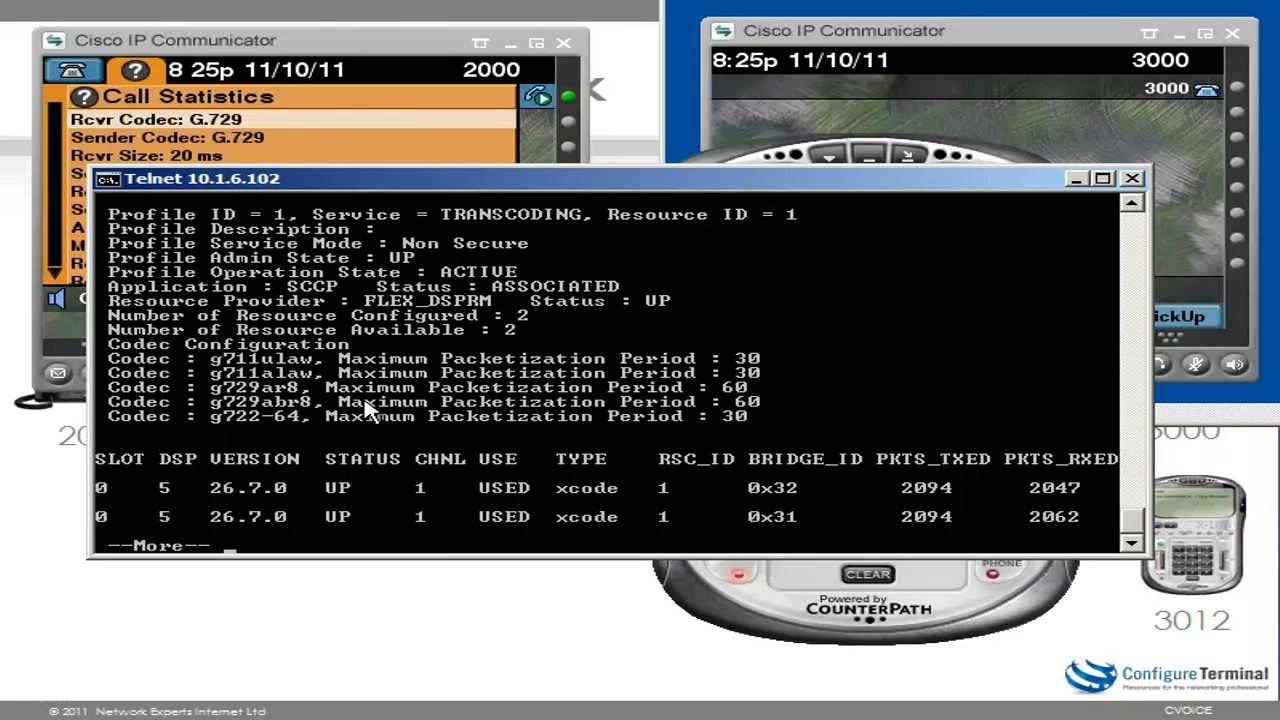 Cisco IP Communicator
8 25p 11/10/11 2000
Call Statistics
Rcvr Codec: G.729
Sender Codec: G.729
Rcvr Size: 20 ms
Cisco IP Communicator
8:25p 11/10/11 3000
3000
Telnet 10.1.6.102
Profile ID = 1, Service = TRANSCODING, Resource ID = 1
Profile Description :
Profile Service Mode : Non Secure
Profile Admin State : UP
Profile Operation State : ACTIVE
Application : SCCP Status : ASSOCIATED
Resource Provider : FLEX_DSPRM Status : UP
Number of Resource Configured : 2
Number of Resource Available : 2
Codec Configuration
Codec : g711ulaw, Maximum Packetization Period : 30
Codec : g711alaw, Maximum Packetization Period : 30
Codec : g729ar8, Maximum Packetization Period : 60
Codec : g729abr8, Maximum Packetization Period : 60
Codec : g722-64, Maximum Packetization Period : 30
SLOT DSP VERSION STATUS CHNL USE TYPE RSC_ID BRIDGE_ID PKTS_TXED PKTS_RXED
0 5 26.7.0 UP 1 USED xcode 1 0x32 2094 2047
0 5 26.7.0 UP 1 USED xcode 1 0x31 2094 2062
--More--
ickUp
PHONE
CLEAR
Powered by
COUNTERPATH
3012
ConfigureTerminal
Resources for the networking professional
© 2011 Network Experts Internet Ltd
CVOICE